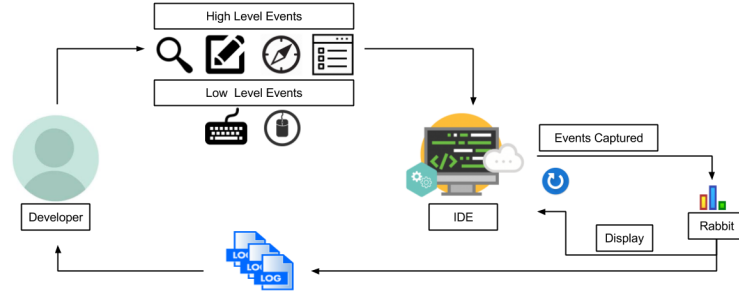 High Level Events
Low Level Events
</>
Events Captured
Developer
IDE
Rabbit
Display
LOG
LOG
LOG